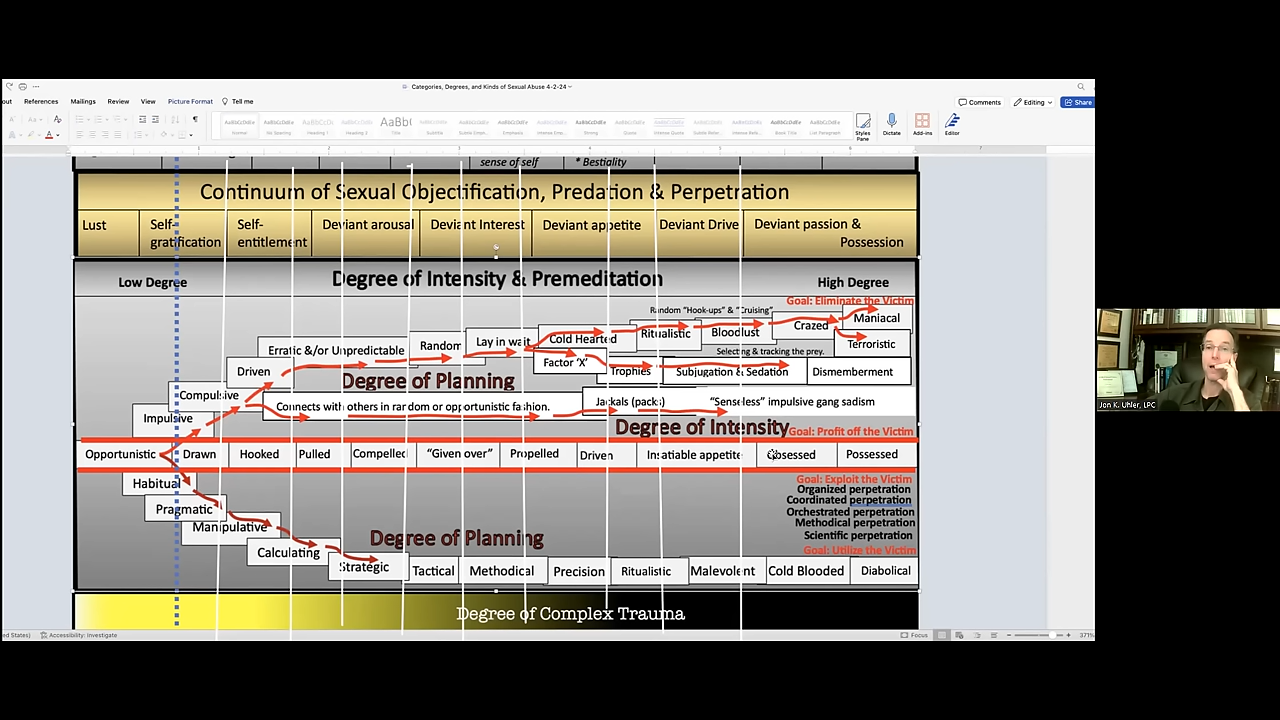 Categories, Degrees, and Kinds of Sexual Abuse 4-2-24
out References Mailings Review View Picture Format Tell me
Comments Editing Share
Styles Pane
Dictate
Add-ins
Editor
sense of self * Bestiality
Continuum of Sexual Objectification, Predation & Perpetration
Lust
Self-gratification
Self-entitlement
Deviant arousal
Deviant Interest
Deviant appetite
Deviant Drive
Deviant passion & Possession
Low Degree
Degree of Intensity & Premeditation
High Degree
Goal: Eliminate the Victim
Random "Hook-ups" & "Cruising"
Maniacal
Crazed
Bloodlust
Ritualistic
Cold Hearted
Lay in wait
Random
Erratic &/or Unpredictable
Terroristic
Selecting & tracking the prey.
Factor 'X'
Trophies
Subjugation & Sedation
Dismemberment
Driven
Degree of Planning
Compulsive
Connects with others in random or opportunistic fashion.
Jackals (packs)
"Senseless" impulsive gang sadism
Impulsive
Degree of Intensity
Goal: Profit off the Victim
Opportunistic
Drawn
Hooked
Pulled
Compelled
"Given over"
Propelled
Driven
Insatiable appetite
Obsessed
Possessed
Habitual
Goal: Exploit the Victim
Organized perpetration
Coordinated perpetration
Orchestrated perpetration
Methodical perpetration
Scientific perpetration
Goal: Utilize the Victim
Pragmatic
Manipulative
Degree of Planning
Calculating
Strategic
Tactical
Methodical
Precision
Ritualistic
Malevolent
Cold Blooded
Diabolical
Degree of Complex Trauma
ed States) Accessibility: Investigate
Focus
371%
Jon K. Uhler, LPC